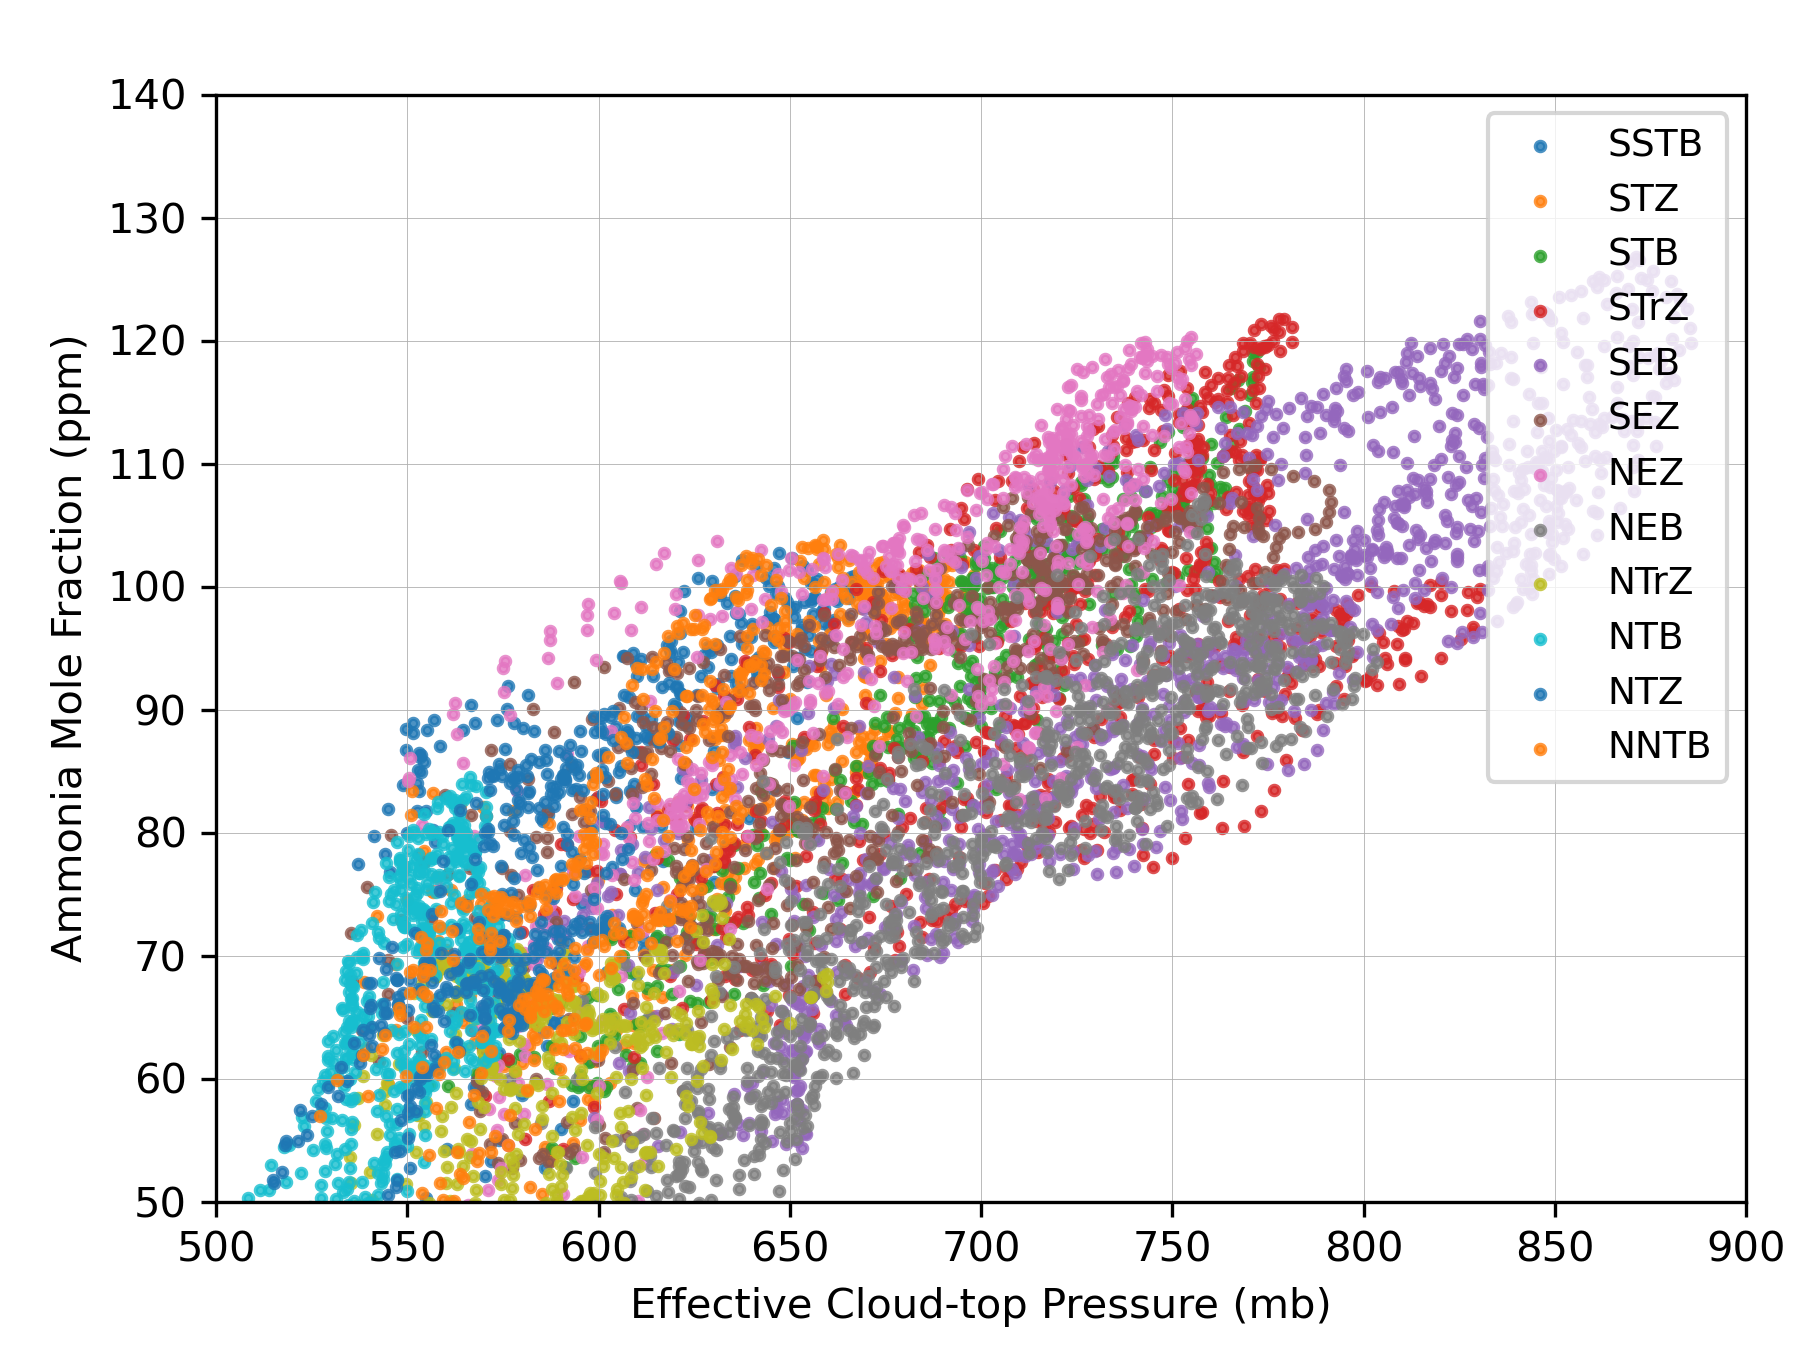 140
130
120
110
100
90
80
70
60
50
Ammonia Mole Fraction (ppm)
SSTB
STZ
STB
STrZ
SEB
SEZ
NEZ
NEB
NTrZ
NTB
NTZ
NNTB
500 550 600 650 700 750 800 850 900
Effective Cloud-top Pressure (mb)